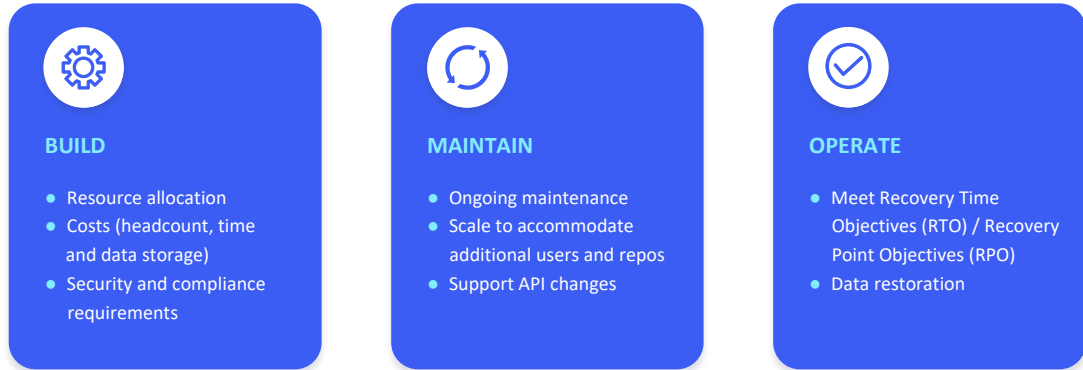 BUILD
● Resource allocation
● Costs (headcount, time
and data storage)
● Security and compliance
requirements
MAINTAIN
● Ongoing maintenance
● Scale to accommodate
additional users and repos
● Support API changes
OPERATE
● Meet Recovery Time
Objectives (RTO) / Recovery
Point Objectives (RPO)
● Data restoration